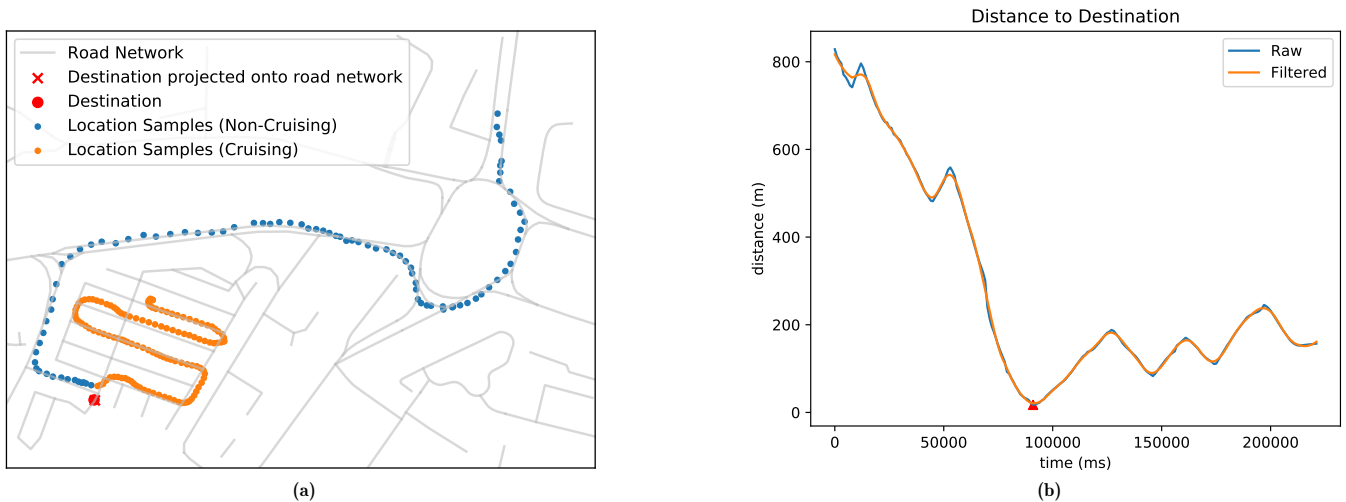 Road Network
Destination projected onto road network
Destination
Location Samples (Non-Cruising)
Location Samples (Cruising)
(a)
Distance to Destination
Raw
Filtered
800
600
400
200
0
distance (m)
0 50000 100000 150000 200000
time (ms)
(b)